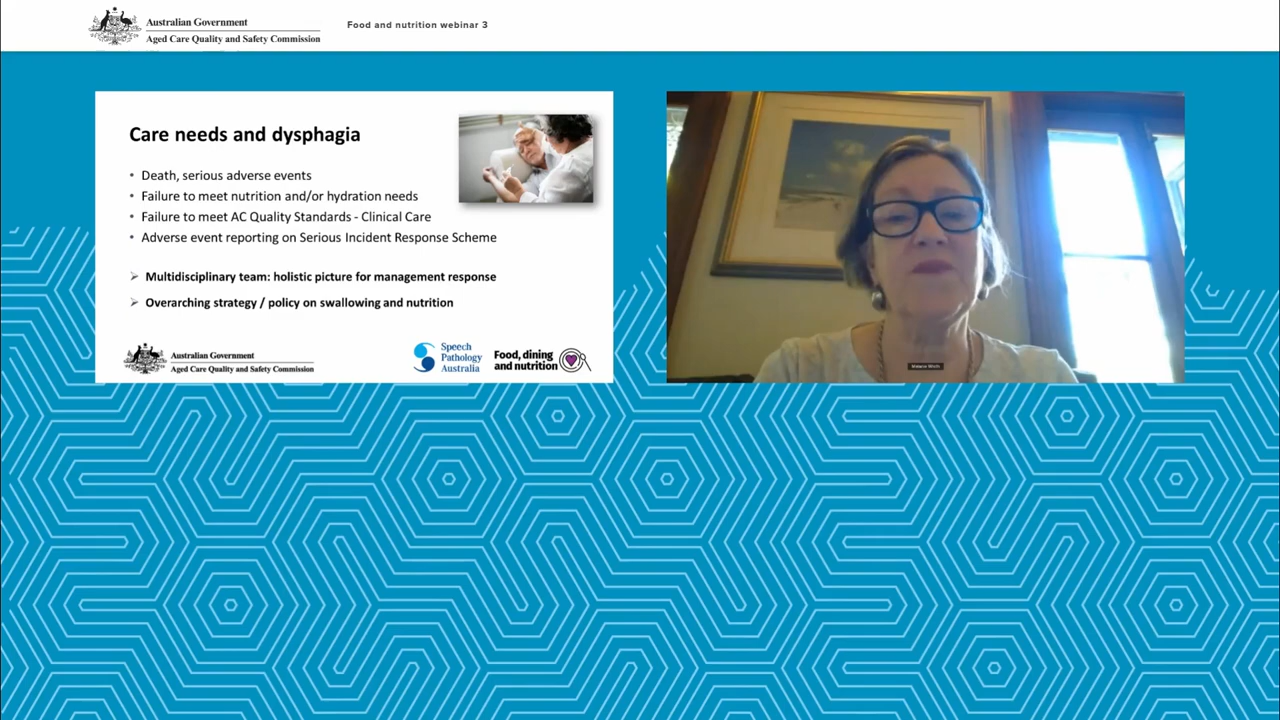 Australian Government
Aged Care Quality and Safety Commission
Food and nutrition webinar 3
Care needs and dysphagia
• Death, serious adverse events
• Failure to meet nutrition and/or hydration needs
• Failure to meet AC Quality Standards - Clinical Care
• Adverse event reporting on Serious Incident Response Scheme
➢ Multidisciplinary team: holistic picture for management response
➢ Overarching strategy / policy on swallowing and nutrition
Australian Government
Aged Care Quality and Safety Commission
Speech
Pathology
Australia
Food, dining
and nutrition